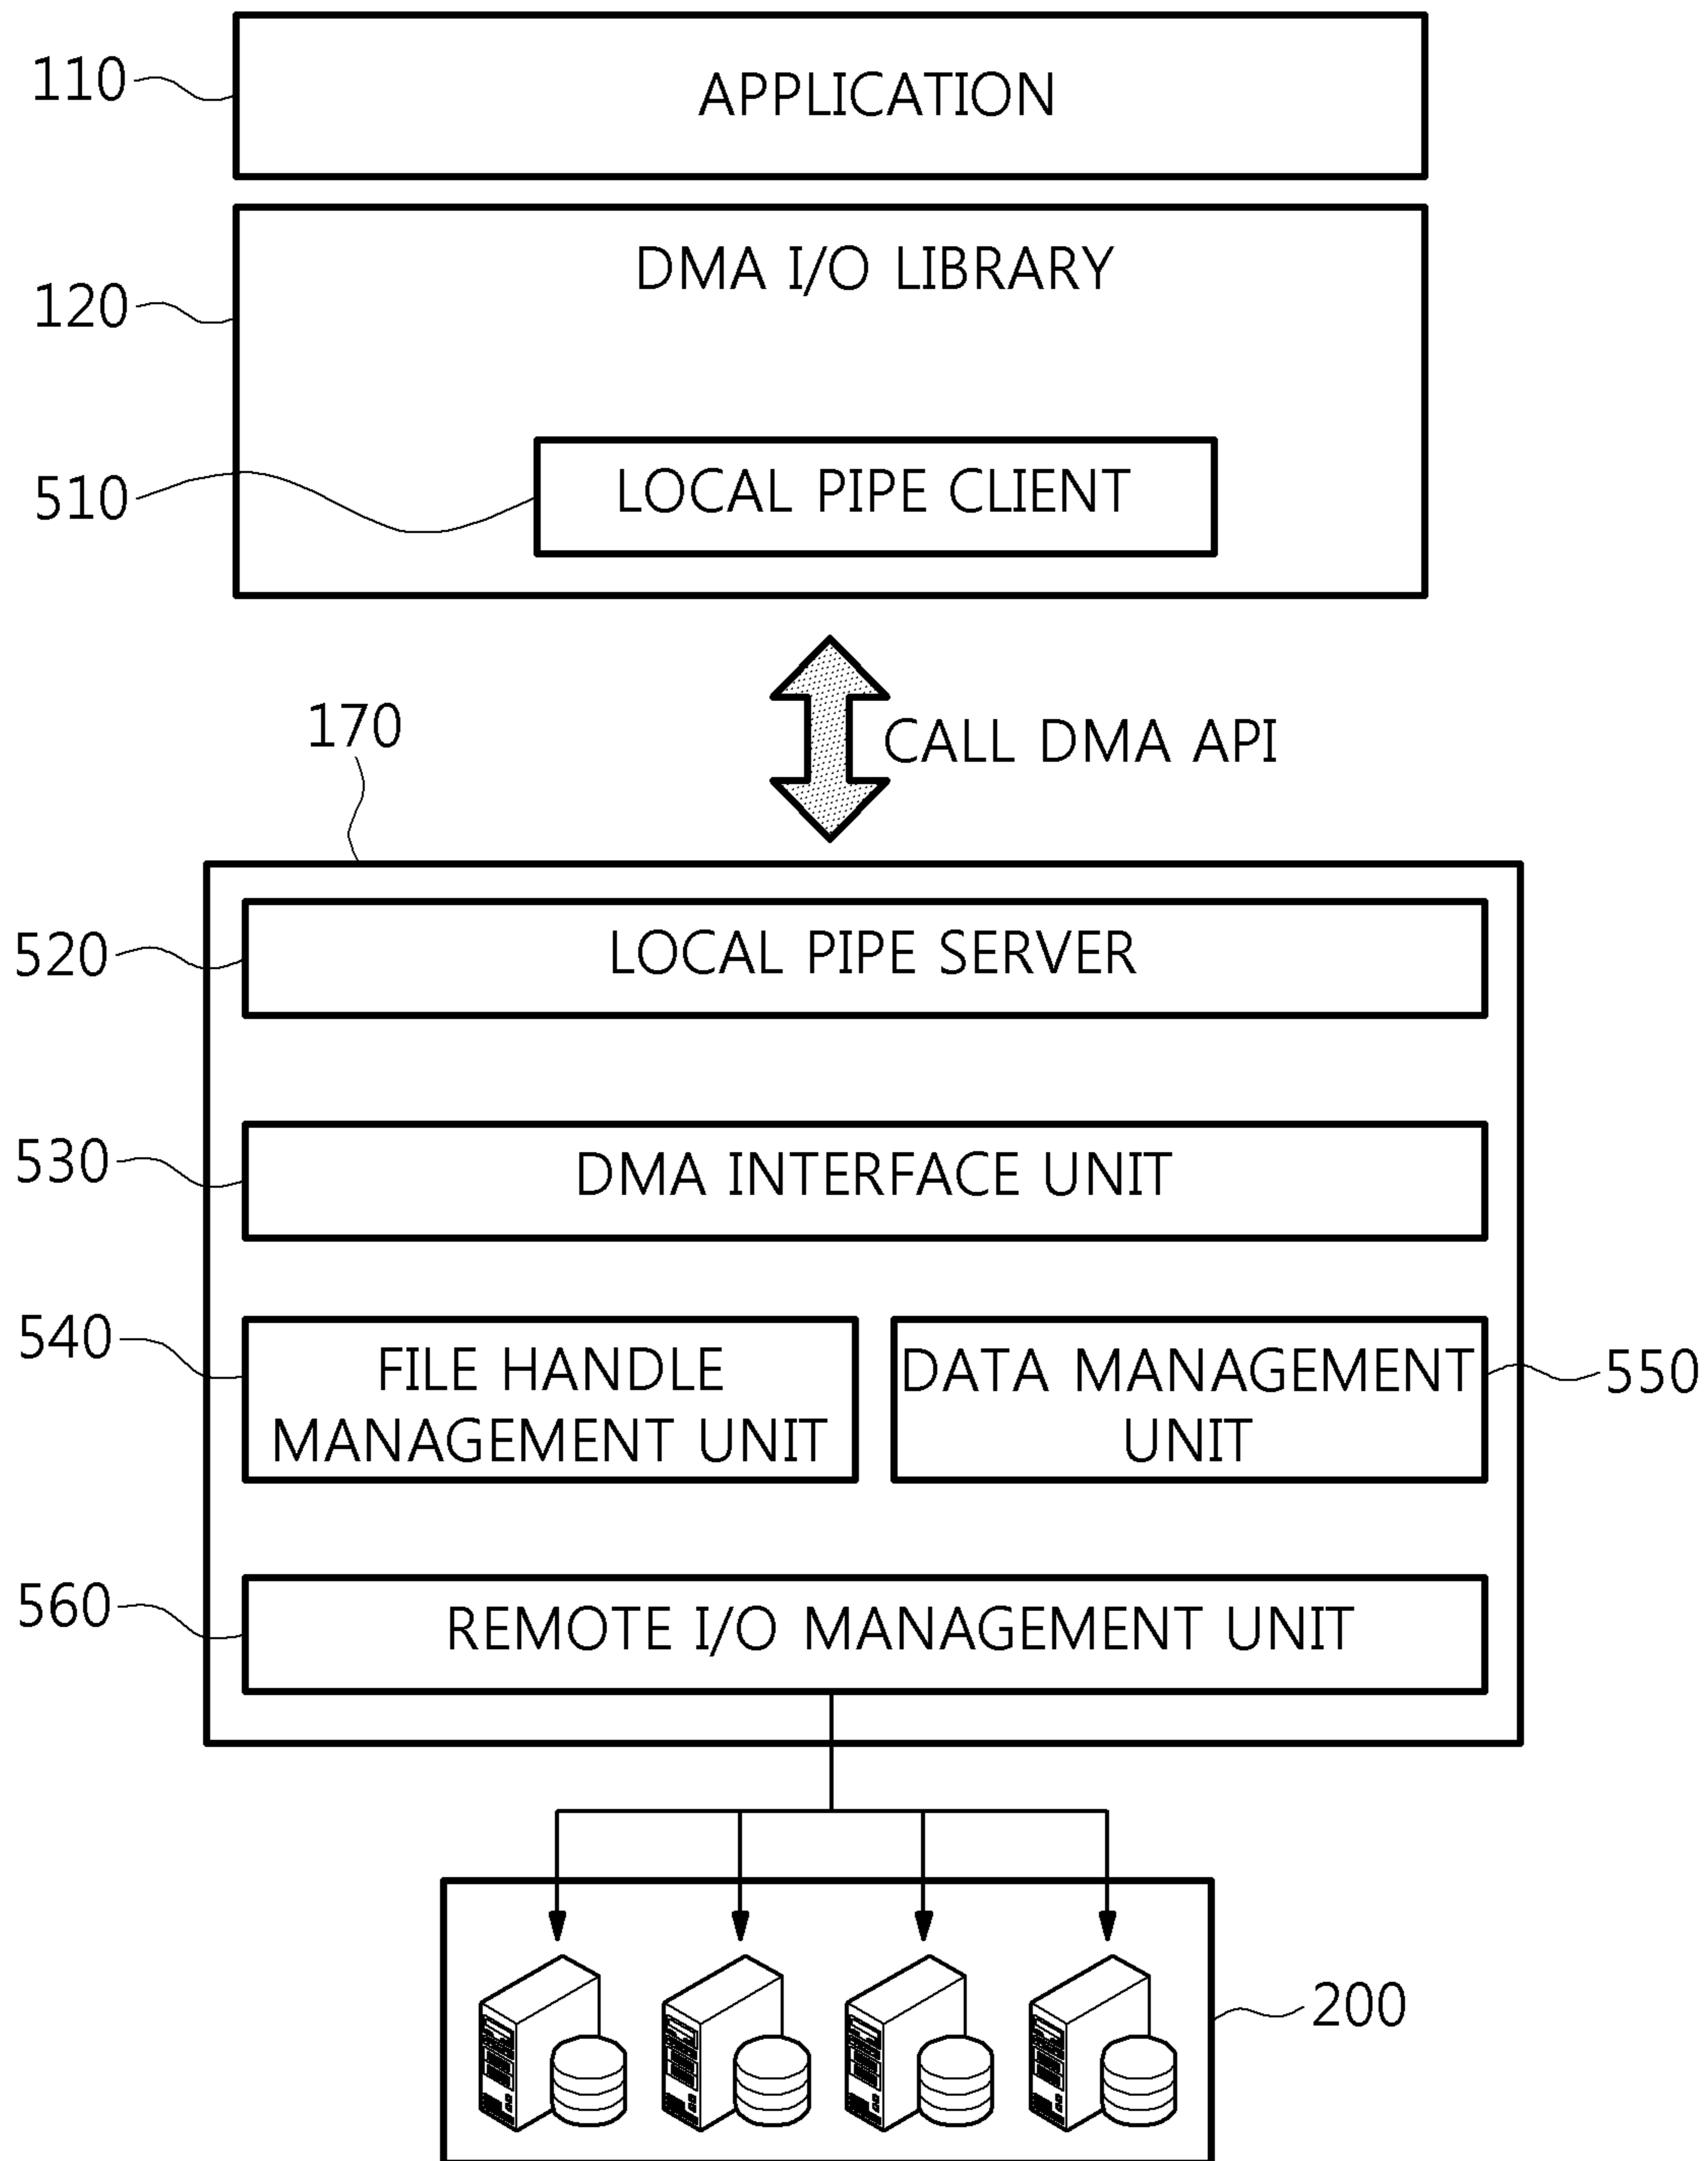 110
APPLICATION
DMA I/O LIBRARY
120
LOCAL PIPE CLIENT
510
170
CALL DMA API
520
LOCAL PIPE SERVER
530
DMA INTERFACE UNIT
540
FILE HANDLE
MANAGEMENT UNIT
DATA MANAGEMENT
UNIT
550
560
REMOTE I/O MANAGEMENT UNIT
200